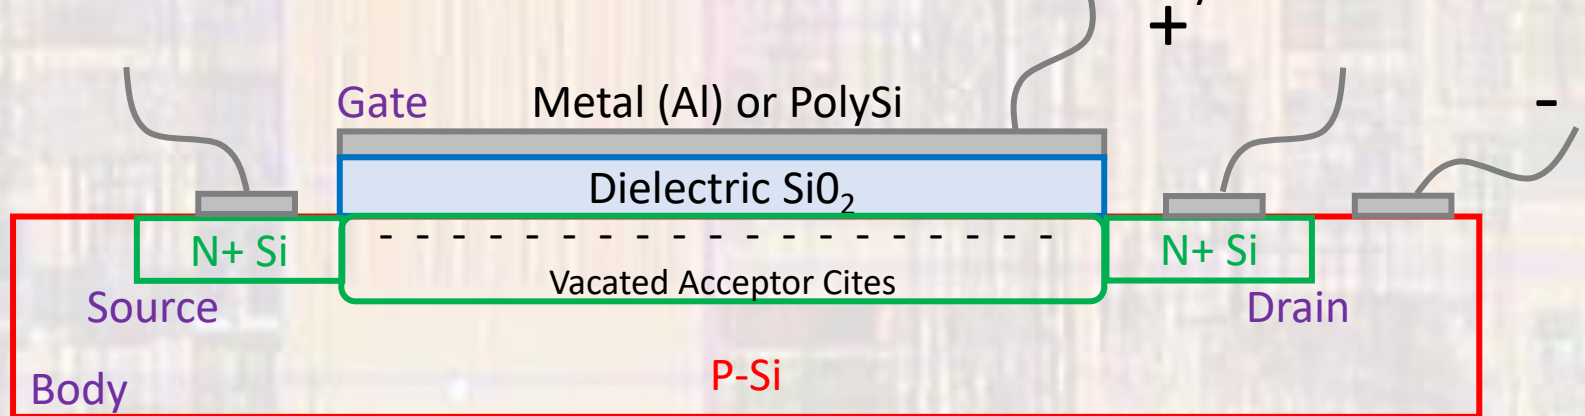 +
-
Gate
Metal (Al) or PolySi
Dielectric Si0₂
N+ Si
- - - - - - - - - - - - - - - - - - -
N+ Si
Vacated Acceptor Cites
Source
Drain
P-Si
Body